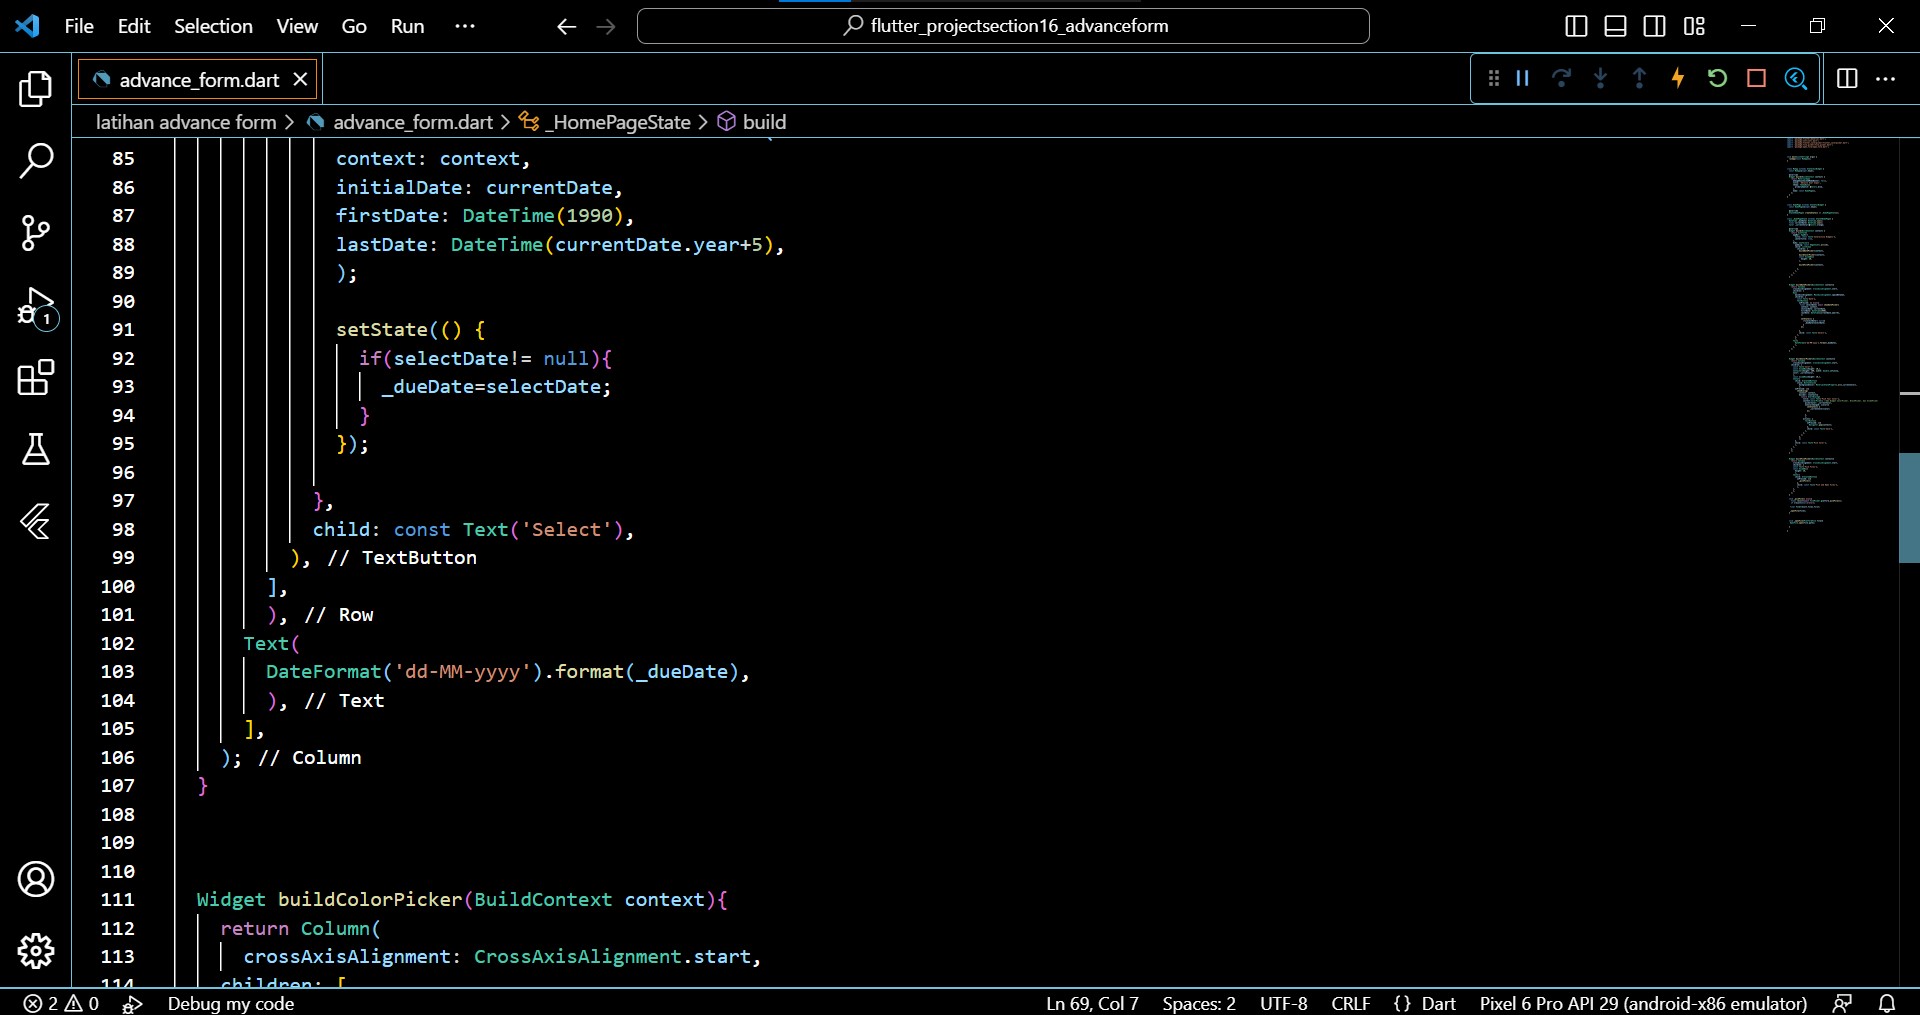 File Edit Selection View Go Run ···
flutter_projectsection16_advanceform
advance_form.dart
latihan advance form > advance_form.dart > _HomePageState > build
85 context: context,
86 initialDate: currentDate,
87 firstDate: DateTime(1990),
88 lastDate: DateTime(currentDate.year+5),
89 );
90
91 setState(() {
92 if(selectDate!= null){
93 _dueDate=selectDate;
94 }
95 });
96
97 },
98 child: const Text('Select'),
99 ), // TextButton
100 ],
101 ), // Row
102 Text(
103 DateFormat('dd-MM-yyyy').format(_dueDate),
104 ), // Text
105 ],
106 ); // Column
107 }
108
109
110
111 Widget buildColorPicker(BuildContext context){
112 return Column(
113 crossAxisAlignment: CrossAxisAlignment.start,
114 children: [
1
2 0 Debug my code Ln 69, Col 7 Spaces: 2 UTF-8 CRLF {} Dart Pixel 6 Pro API 29 (android-x86 emulator)